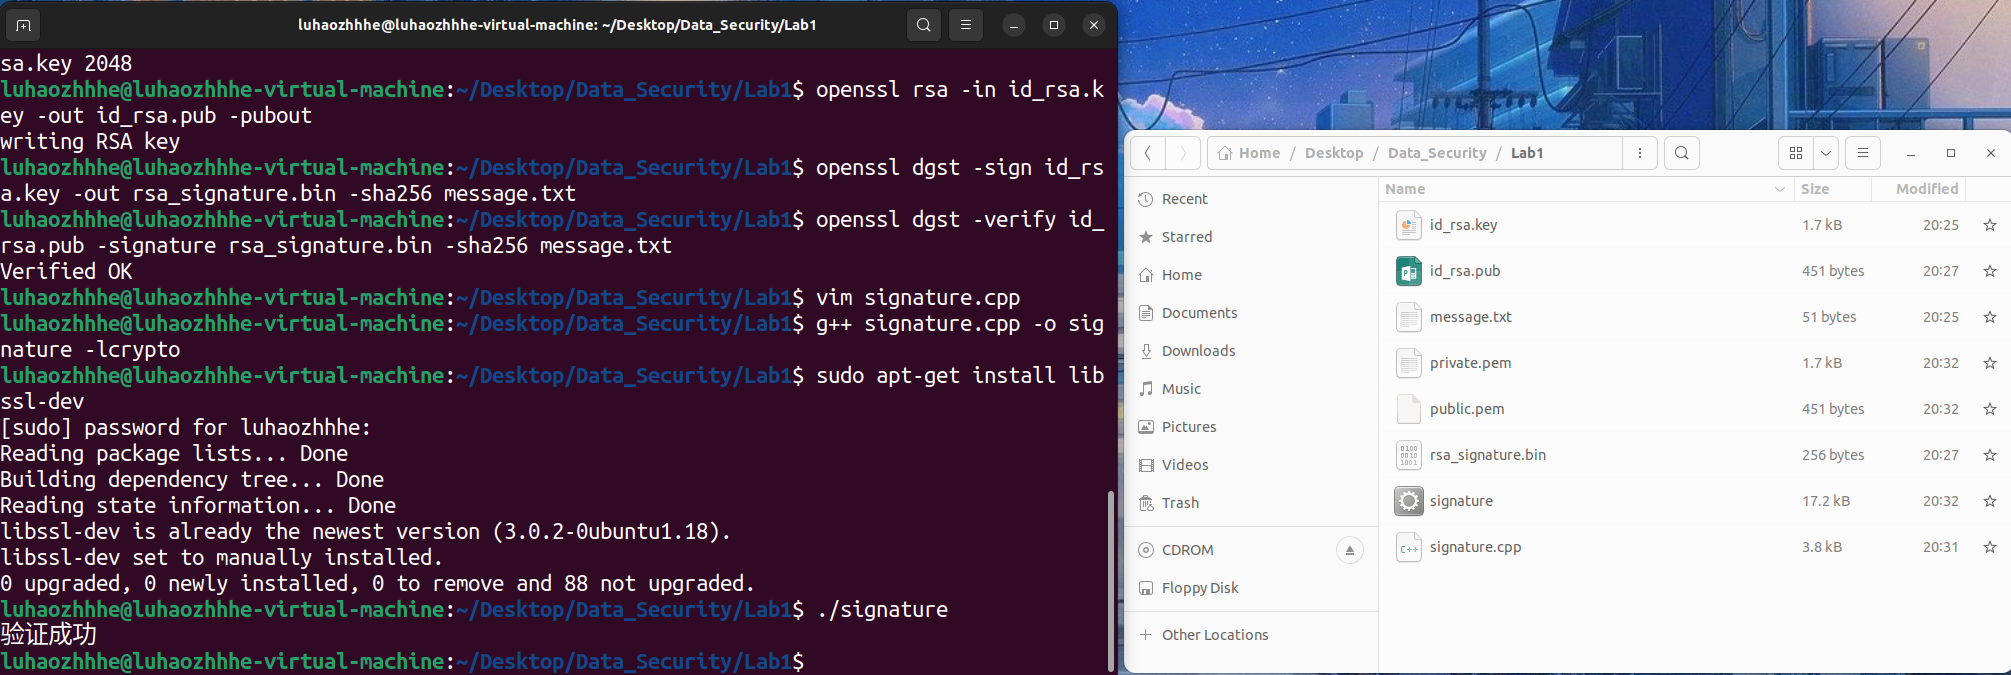 luhaozhhhe@luhaozhhhe-virtual-machine: ~/Desktop/Data_Security/Lab1
sa.key 2048
luhaozhhhe@luhaozhhhe-virtual-machine:~/Desktop/Data_Security/Lab1$ openssl rsa -in id_rsa.k
ey -out id_rsa.pub -pubout
writing RSA key
luhaozhhhe@luhaozhhhe-virtual-machine:~/Desktop/Data_Security/Lab1$ openssl dgst -sign id_rs
a.key -out rsa_signature.bin -sha256 message.txt
luhaozhhhe@luhaozhhhe-virtual-machine:~/Desktop/Data_Security/Lab1$ openssl dgst -verify id_
rsa.pub -signature rsa_signature.bin -sha256 message.txt
Verified OK
luhaozhhhe@luhaozhhhe-virtual-machine:~/Desktop/Data_Security/Lab1$ vim signature.cpp
luhaozhhhe@luhaozhhhe-virtual-machine:~/Desktop/Data_Security/Lab1$ g++ signature.cpp -o sig
nature -lcrypto
luhaozhhhe@luhaozhhhe-virtual-machine:~/Desktop/Data_Security/Lab1$ sudo apt-get install lib
ssl-dev
[sudo] password for luhaozhhhe:
Reading package lists... Done
Building dependency tree... Done
Reading state information... Done
libssl-dev is already the newest version (3.0.2-0ubuntu1.18).
libssl-dev set to manually installed.
0 upgraded, 0 newly installed, 0 to remove and 88 not upgraded.
luhaozhhhe@luhaozhhhe-virtual-machine:~/Desktop/Data_Security/Lab1$ ./signature
验证成功
luhaozhhhe@luhaozhhhe-virtual-machine:~/Desktop/Data_Security/Lab1$
Home / Desktop / Data_Security / Lab1
Recent
Starred
Home
Documents
Downloads
Music
Pictures
Videos
Trash
CDROM
Floppy Disk
+ Other Locations
Name Size Modified
id_rsa.key 1.7 kB 20:25
id_rsa.pub 451 bytes 20:27
message.txt 51 bytes 20:25
private.pem 1.7 kB 20:32
public.pem 451 bytes 20:32
rsa_signature.bin 256 bytes 20:27
signature 17.2 kB 20:32
signature.cpp 3.8 kB 20:31